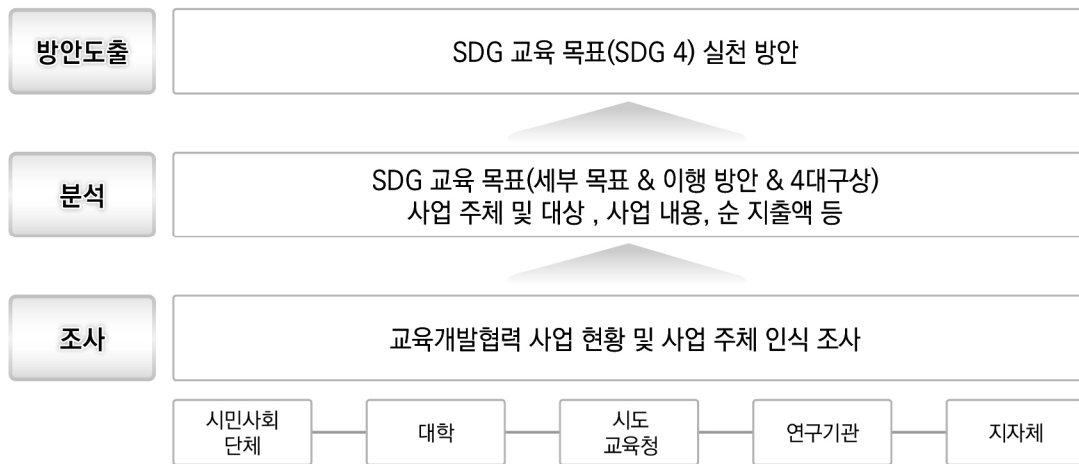 방안도출
SDG 교육 목표(SDG 4) 실천 방안
분석
SDG 교육 목표(세부 목표 & 이행 방안 & 4대구상)
사업 주체 및 대상 , 사업 내용, 순 지출액 등
조사
교육개발협력 사업 현황 및 사업 주체 인식 조사
시민사회
단체
대학
시도
교육청
연구기관
지자체